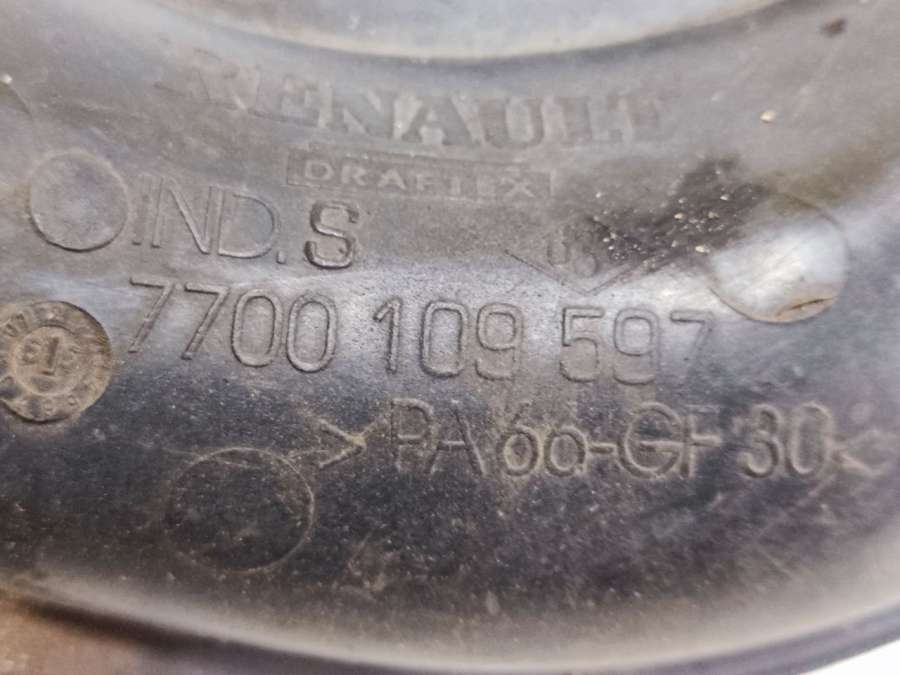 RENAULT
DRAFTEX
IND.S
7700 109 597
>PA66-GF30<